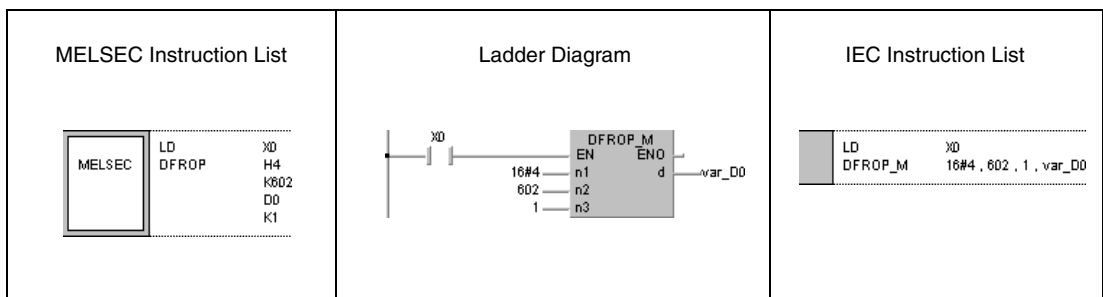 MELSEC Instruction List
Ladder Diagram
IEC Instruction List
MELSEC
LD X0
DFROP H4
K602
D0
K1
X0
DFROP_M
EN ENO
16#4 n1 d var_D0
602 n2
1 n3
LD X0
DFROP_M 16#4 , 602 , 1 , var_D0